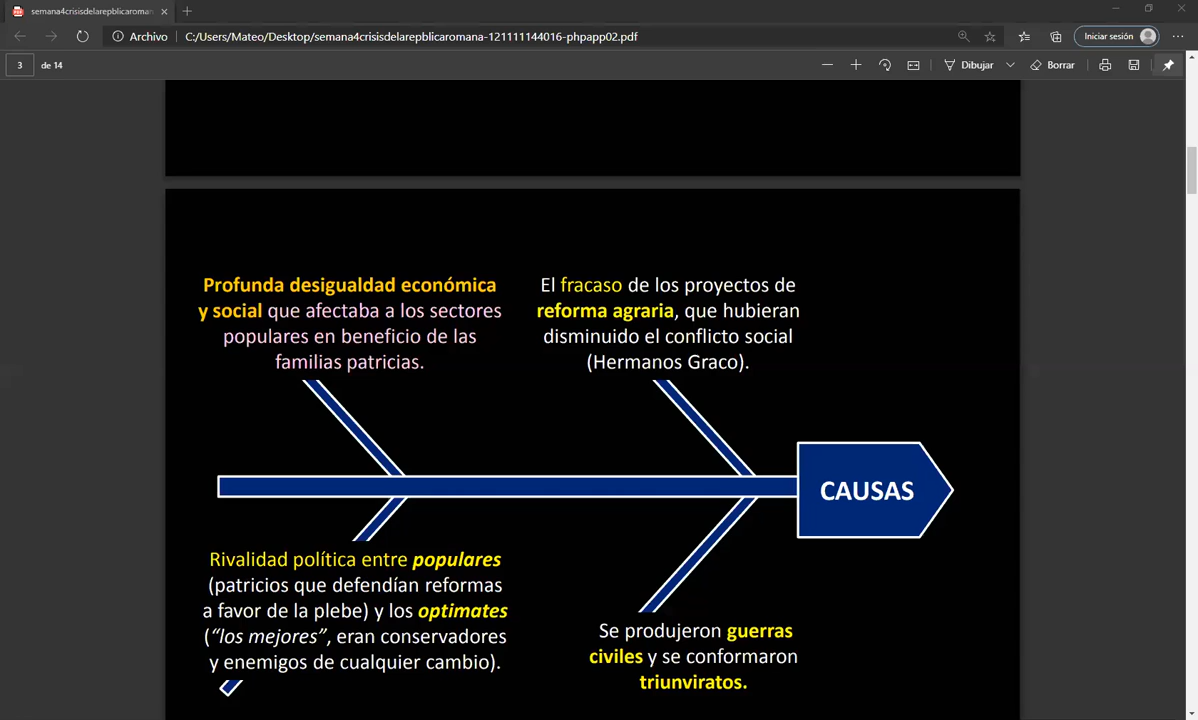 semana4crisisdelarepblicaroman
Archivo
C:/Users/Mateo/Desktop/semana4crisisdelarepblicaromana-121111144016-phpapp02.pdf
Iniciar sesión
3 de 14
Dibujar
Borrar
Profunda desigualdad económica
y social que afectaba a los sectores
populares en beneficio de las
familias patricias.
El fracaso de los proyectos de
reforma agraria, que hubieran
disminuido el conflicto social
(Hermanos Graco).
CAUSAS
Rivalidad política entre populares
(patricios que defendían reformas
a favor de la plebe) y los optimates
(“los mejores”, eran conservadores
y enemigos de cualquier cambio).
Se produjeron guerras
civiles y se conformaron
triunviratos.